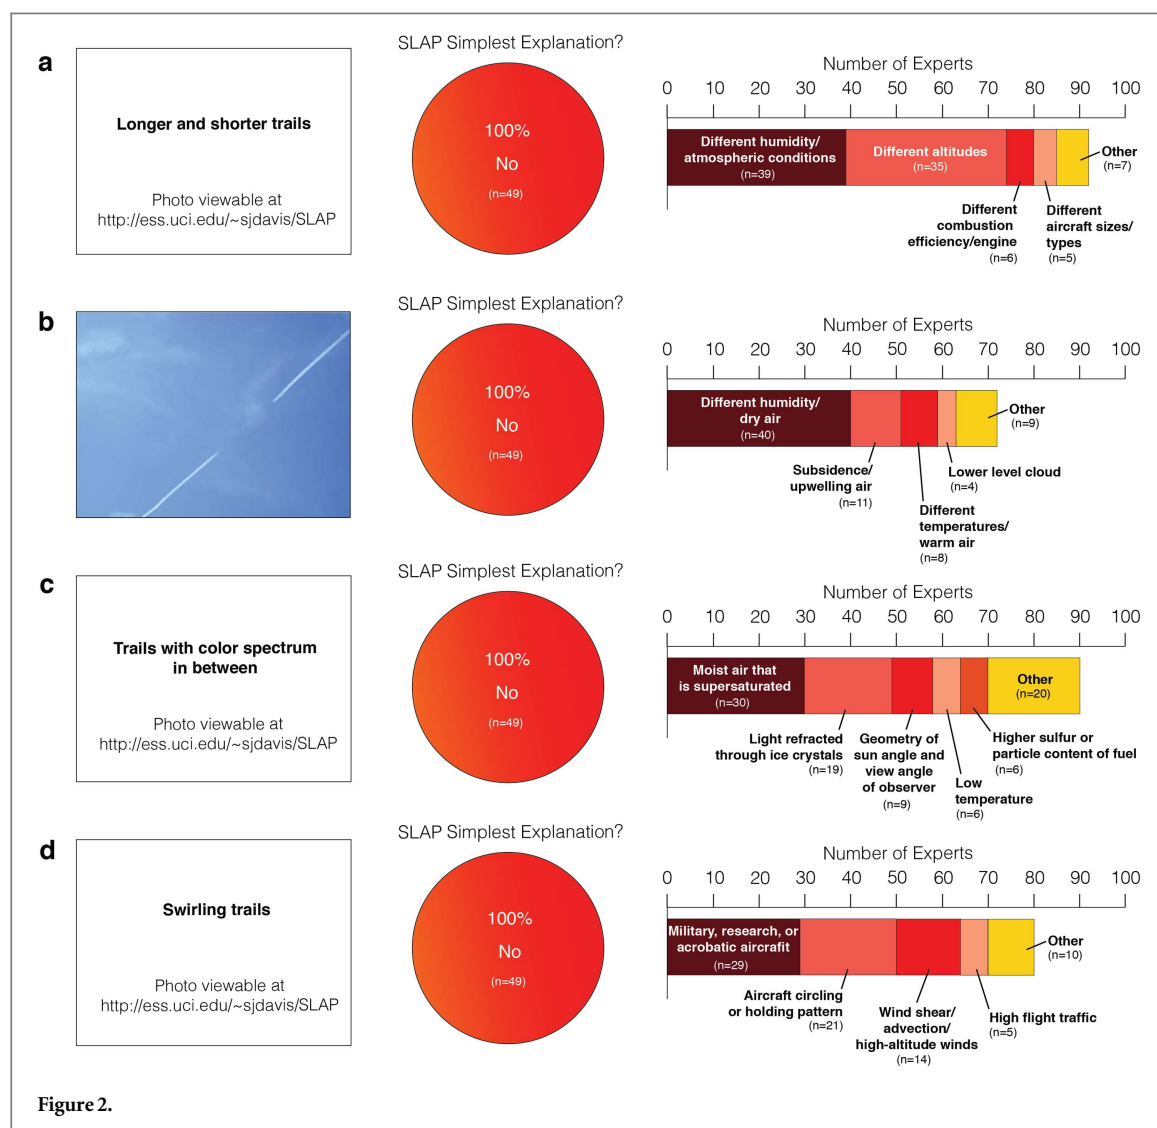 a
Longer and shorter trails
Photo viewable at
http://ess.uci.edu/~sjdavis/SLAP
SLAP Simplest Explanation?
100%
No
(n=49)
Number of Experts
0 10 20 30 40 50 60 70 80 90 100
Different humidity/
atmospheric conditions
(n=39)
Different altitudes
(n=35)
Other
(n=7)
Different
combustion
efficiency/engine
(n=6)
Different
aircraft sizes/
types
(n=5)
b
SLAP Simplest Explanation?
100%
No
(n=49)
Number of Experts
0 10 20 30 40 50 60 70 80 90 100
Different humidity/
dry air
(n=40)
Other
(n=9)
Subsidence/
upwelling air
(n=11)
Lower level cloud
(n=4)
Different
temperatures/
warm air
(n=8)
c
Trails with color spectrum
in between
Photo viewable at
http://ess.uci.edu/~sjdavis/SLAP
SLAP Simplest Explanation?
100%
No
(n=49)
Number of Experts
0 10 20 30 40 50 60 70 80 90 100
Moist air that
is supersaturated
(n=30)
Other
(n=20)
Light refracted
through ice crystals
(n=19)
Geometry of
sun angle and
view angle
of observer
(n=9)
Low
temperature
(n=6)
Higher sulfur or
particle content of fuel
(n=6)
d
Swirling trails
Photo viewable at
http://ess.uci.edu/~sjdavis/SLAP
SLAP Simplest Explanation?
100%
No
(n=49)
Number of Experts
0 10 20 30 40 50 60 70 80 90 100
Military, research, or
acrobatic aircrafit
(n=29)
Other
(n=10)
Aircraft circling
or holding pattern
(n=21)
Wind shear/
advection/
high-altitude winds
(n=14)
High flight traffic
(n=5)
Figure 2.